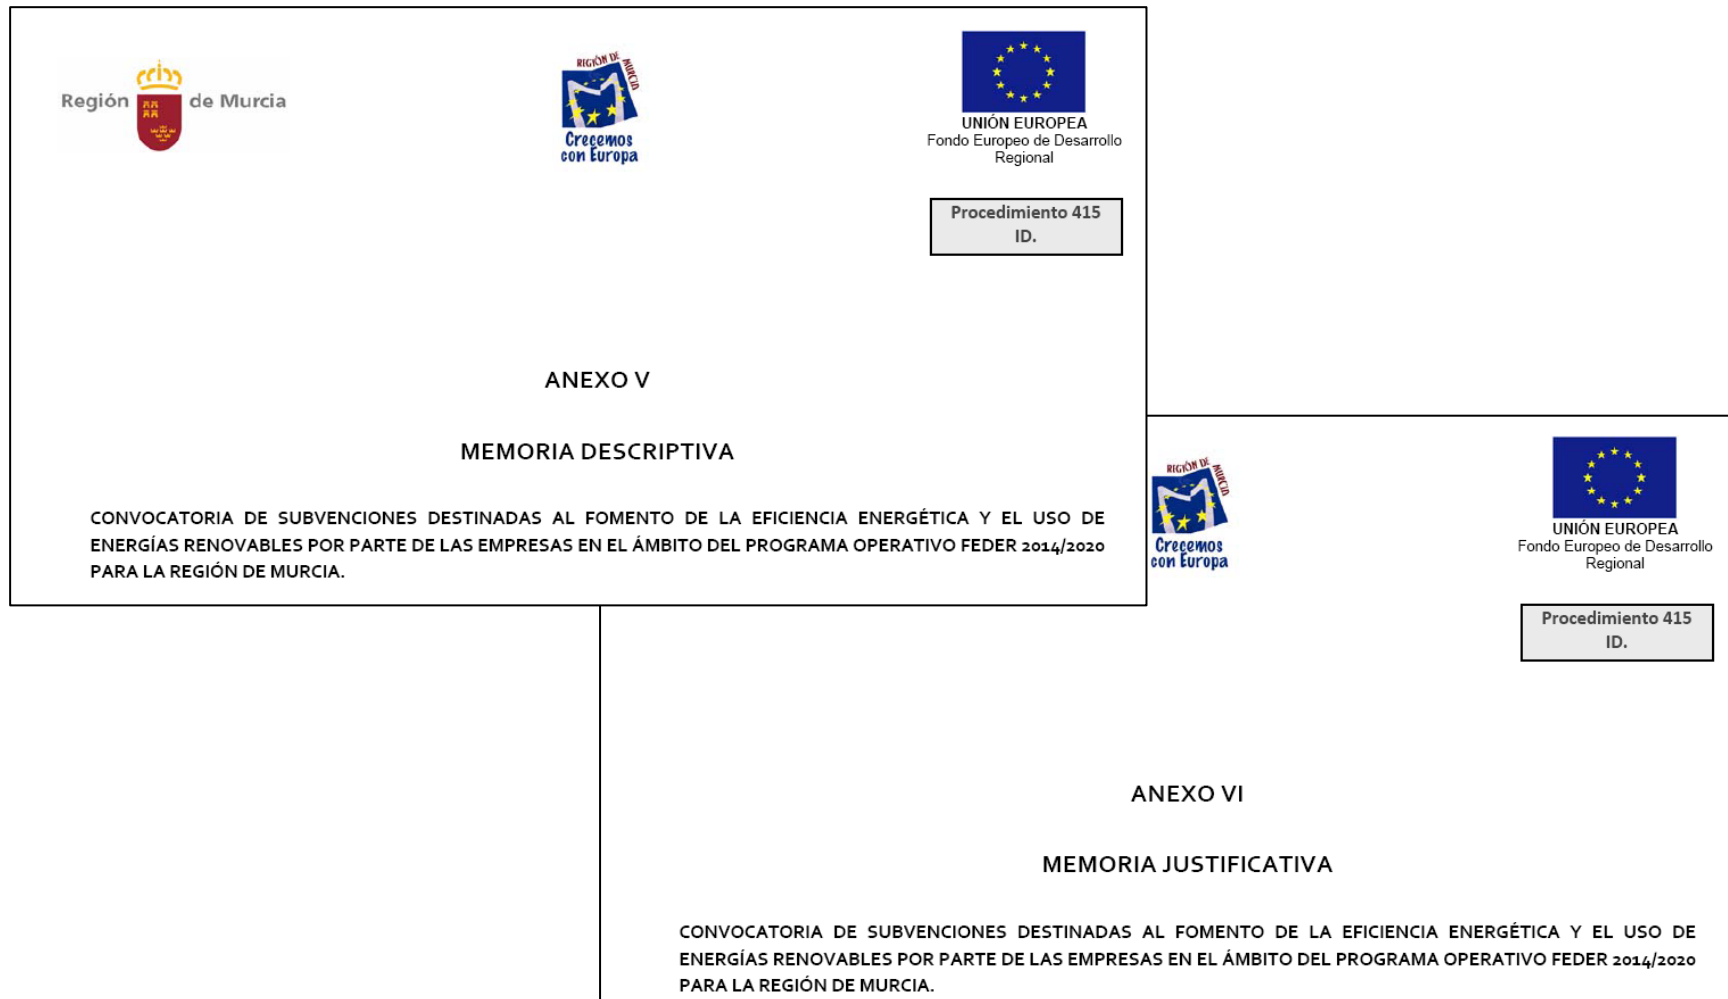 Región de Murcia
REGIÓN DE MURCIA
Crecemos
con Europa
UNIÓN EUROPEA
Fondo Europeo de Desarrollo
Regional
Procedimiento 415
ID.
ANEXO V
MEMORIA DESCRIPTIVA
CONVOCATORIA DE SUBVENCIONES DESTINADAS AL FOMENTO DE LA EFICIENCIA ENERGÉTICA Y EL USO DE
ENERGÍAS RENOVABLES POR PARTE DE LAS EMPRESAS EN EL ÁMBITO DEL PROGRAMA OPERATIVO FEDER 2014/2020
PARA LA REGIÓN DE MURCIA.
REGIÓN DE MURCIA
Crecemos
con Europa
UNIÓN EUROPEA
Fondo Europeo de Desarrollo
Regional
Procedimiento 415
ID.
ANEXO VI
MEMORIA JUSTIFICATIVA
CONVOCATORIA DE SUBVENCIONES DESTINADAS AL FOMENTO DE LA EFICIENCIA ENERGÉTICA Y EL USO DE
ENERGÍAS RENOVABLES POR PARTE DE LAS EMPRESAS EN EL ÁMBITO DEL PROGRAMA OPERATIVO FEDER 2014/2020
PARA LA REGIÓN DE MURCIA.